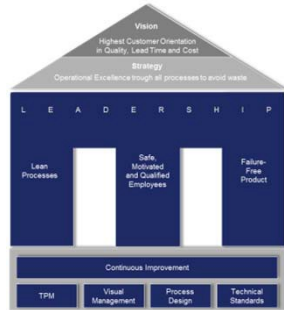 Vision
Highest Customer Orientation
in Quality, Lead Time and Cost
Strategy
Operational Excellence trough all processes to avoid waste
L E A D E R S H I P
Lean
Processes
Safe,
Motivated
and Qualified
Employees
Failure-
Free
Product
Continuous Improvement
TPM
Visual
Management
Process
Design
Technical
Standards